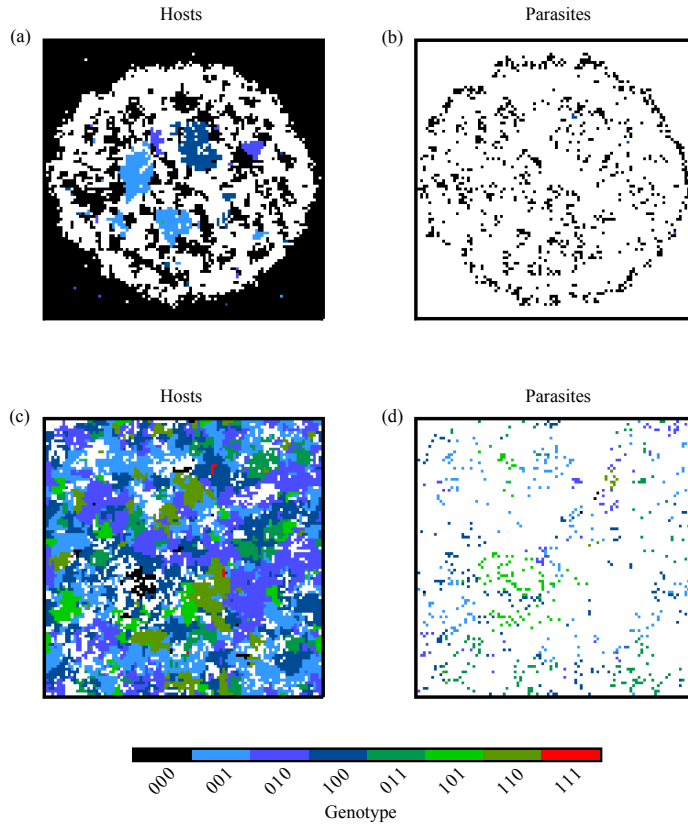 Hosts
Parasites
(a)
(b)
Hosts
Parasites
(c)
(d)
000
001
010
100
011
101
110
111
Genotype